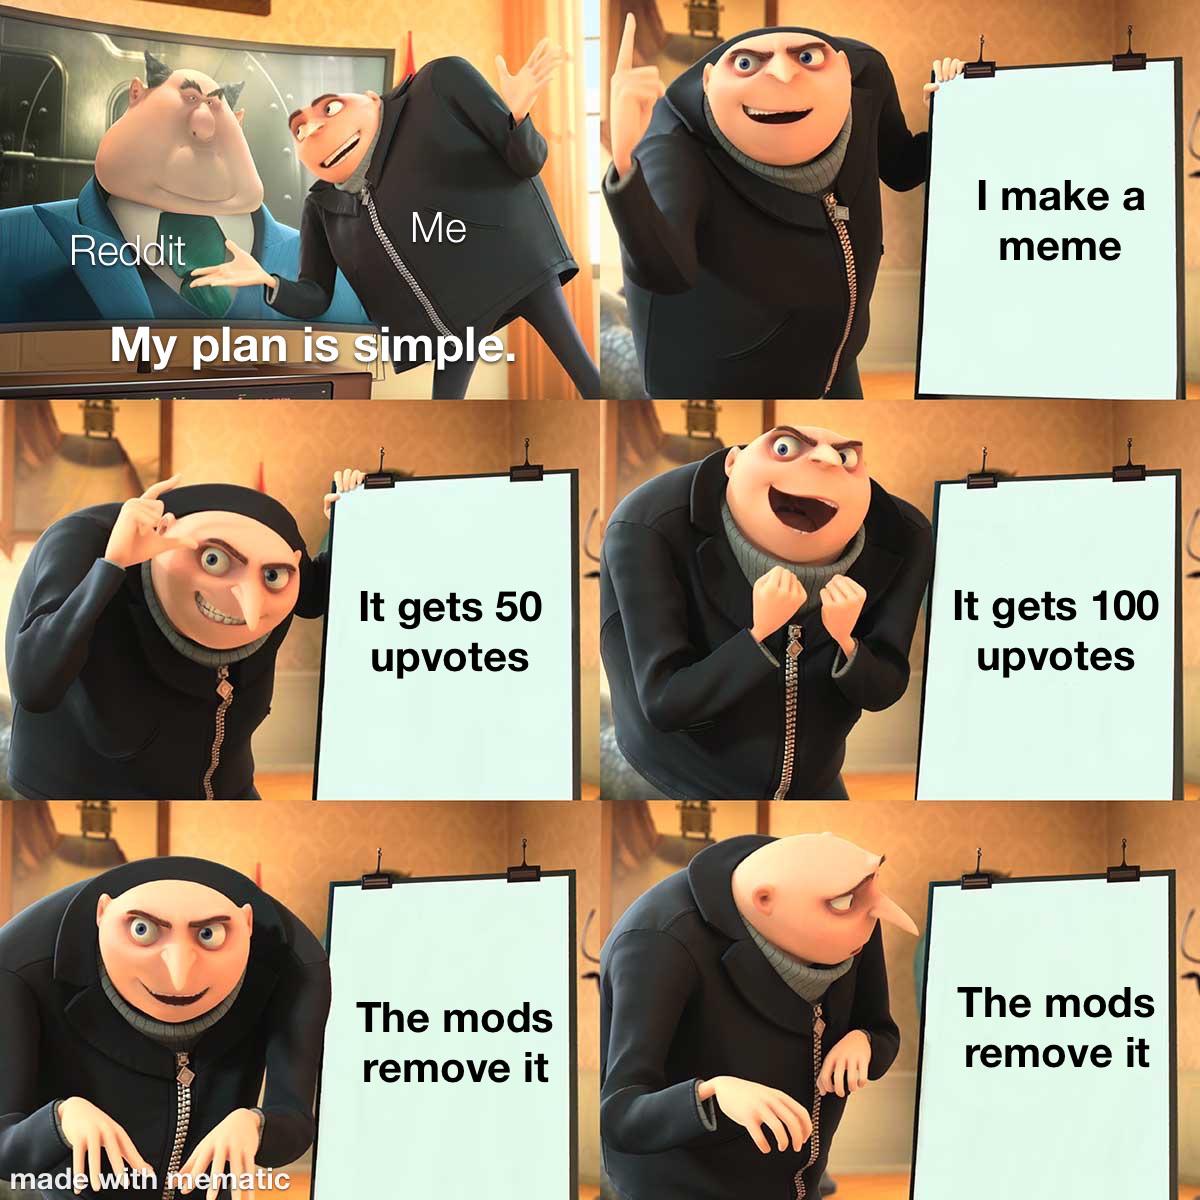 Reddit
Me
My plan is simple.
I make a
meme
It gets 50
upvotes
It gets 100
upvotes
The mods
remove it
The mods
remove it
made with mematic